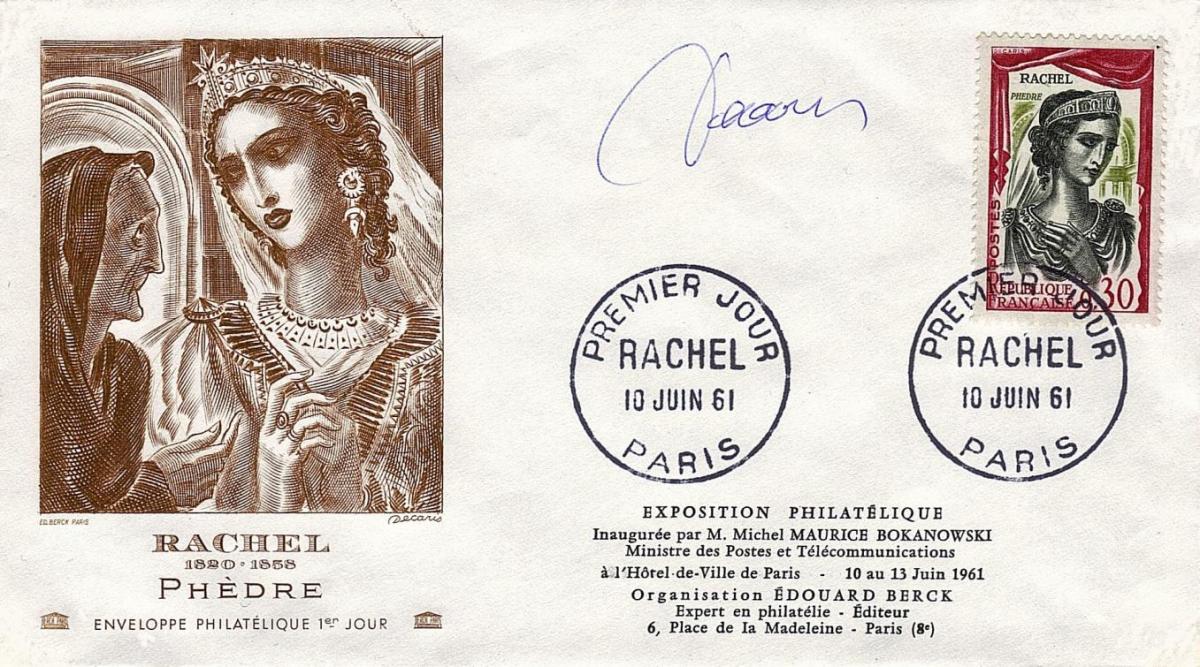 ED. BERCK PARIS
Decaris
RACHEL
1820 • 1858
PHÈDRE
ENVELOPPE PHILATÉLIQUE 1er JOUR
Decaris
DECARIS
RACHEL
PHEDRE
POSTES
RÉPUBLIQUE
FRANÇAISE 0,30
PREMIER JOUR
RACHEL
10 JUIN 61
PARIS
PREMIER JOUR
RACHEL
10 JUIN 61
PARIS
EXPOSITION PHILATÉLIQUE
Inaugurée par M. Michel MAURICE BOKANOWSKI
Ministre des Postes et Télécommunications
à l'Hôtel-de-Ville de Paris - 10 au 13 Juin 1961
Organisation ÉDOUARD BERCK
Expert en philatélie - Éditeur
6, Place de la Madeleine - Paris (8e)